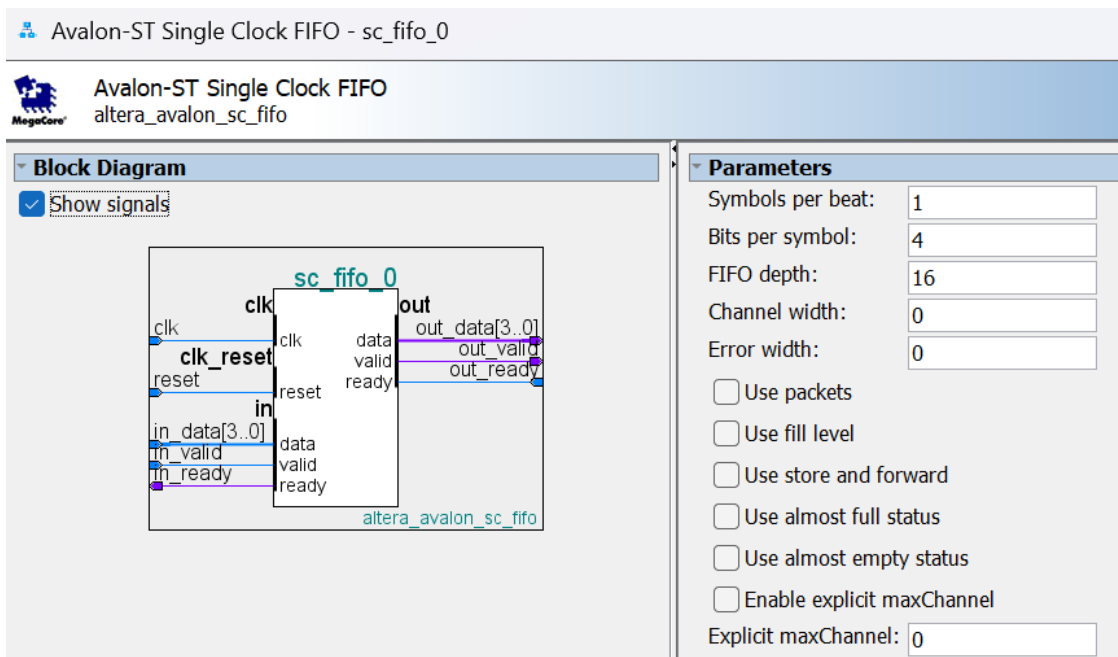 Avalon-ST Single Clock FIFO - sc_fifo_0
Avalon-ST Single Clock FIFO
altera_avalon_sc_fifo
MegaCore®
Block Diagram
Show signals
sc_fifo_0
clk
out
clk
clk
data
out_data[3..0]
clk_reset
valid
out_valid
reset
reset
ready
out_ready
in
in_data[3..0]
data
in_valid
valid
in_ready
ready
altera_avalon_sc_fifo
Parameters
Symbols per beat: 1
Bits per symbol: 4
FIFO depth: 16
Channel width: 0
Error width: 0
Use packets
Use fill level
Use store and forward
Use almost full status
Use almost empty status
Enable explicit maxChannel
Explicit maxChannel: 0